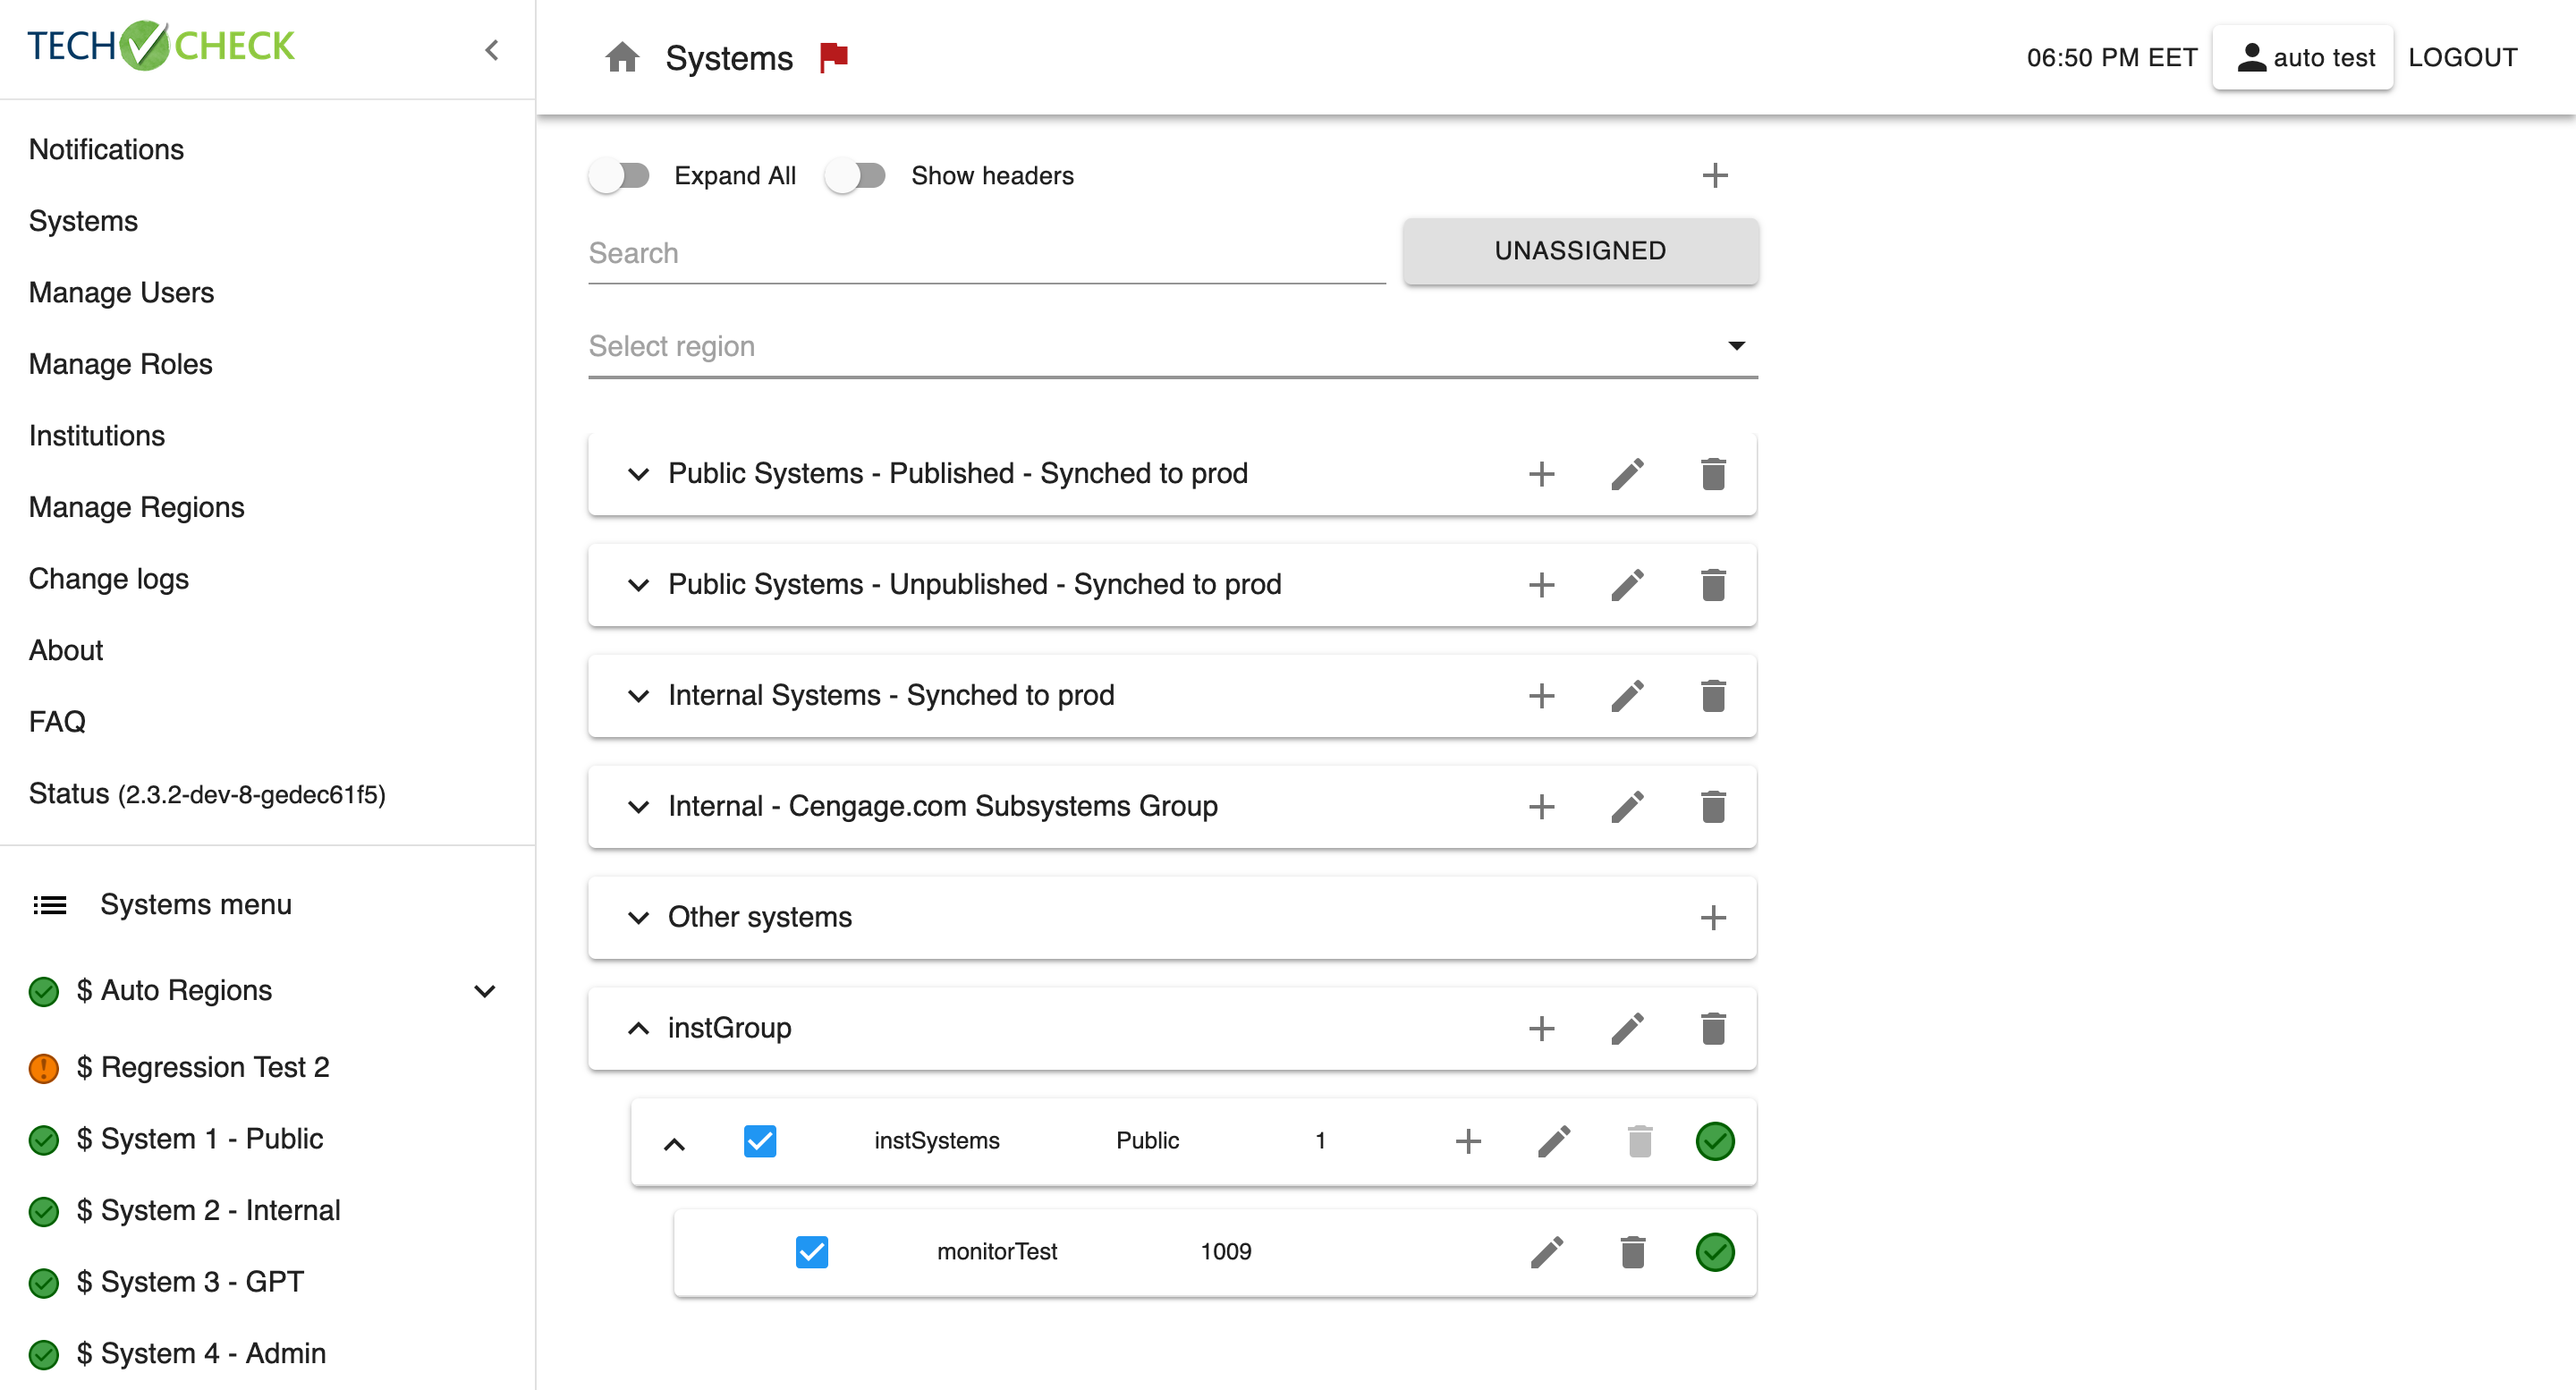 TECH CHECK
Systems
06:50 PM EET
auto test
LOGOUT
Notifications
Systems
Manage Users
Manage Roles
Institutions
Manage Regions
Change logs
About
FAQ
Status (2.3.2-dev-8-gedec61f5)
Systems menu
$ Auto Regions
$ Regression Test 2
$ System 1 - Public
$ System 2 - Internal
$ System 3 - GPT
$ System 4 - Admin
Expand All
Show headers
Search
UNASSIGNED
Select region
Public Systems - Published - Synched to prod
Public Systems - Unpublished - Synched to prod
Internal Systems - Synched to prod
Internal - Cengage.com Subsystems Group
Other systems
instGroup
instSystems Public 1
monitorTest 1009